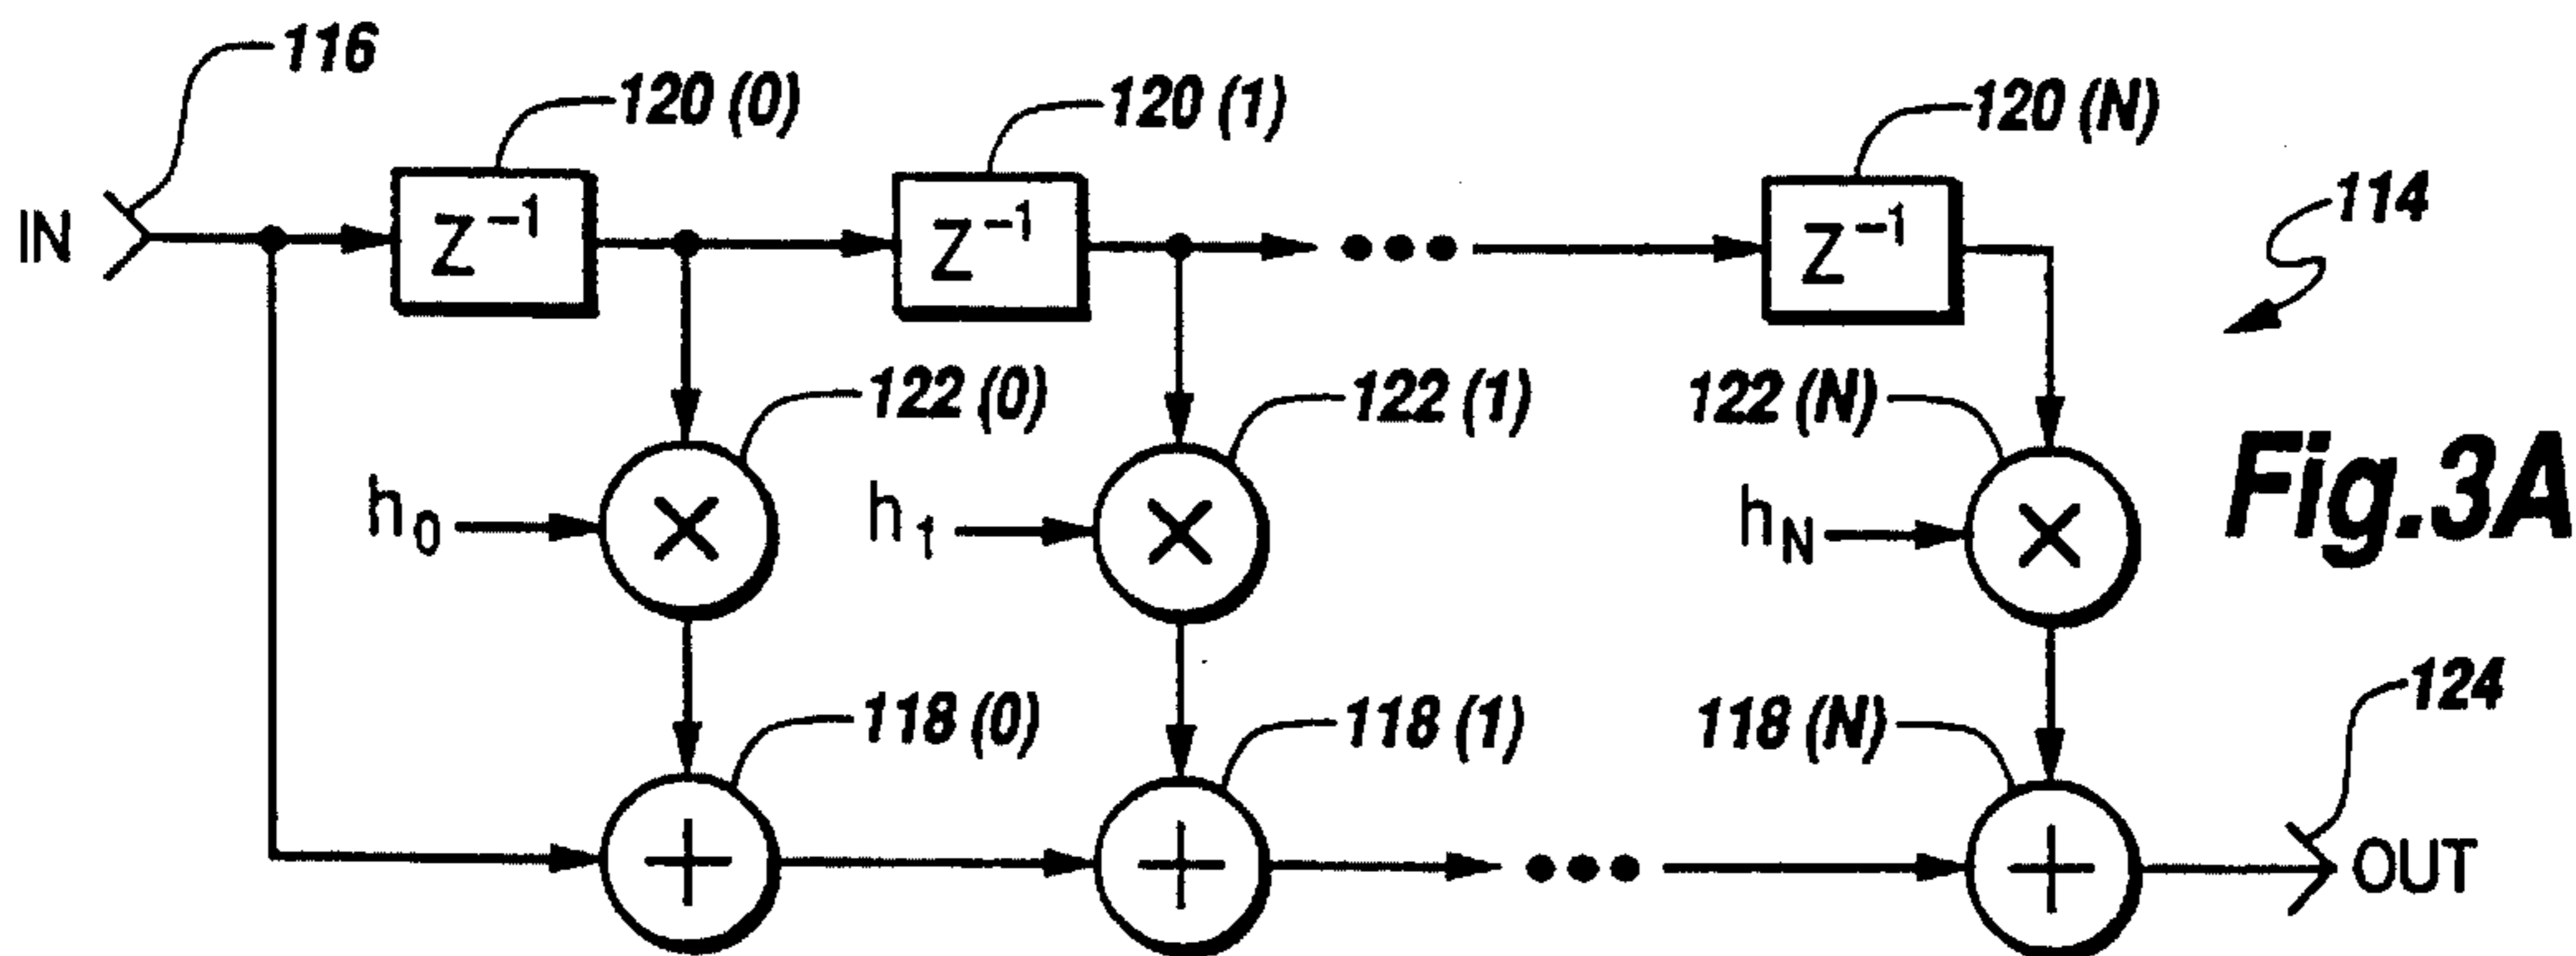 116
120 (0)
120 (1)
120 (N)
114
IN
Z⁻¹
Z⁻¹
Z⁻¹
122 (0)
122 (1)
122 (N)
h₀
h₁
hN
Fig.3A
118 (0)
118 (1)
118 (N)
124
OUT